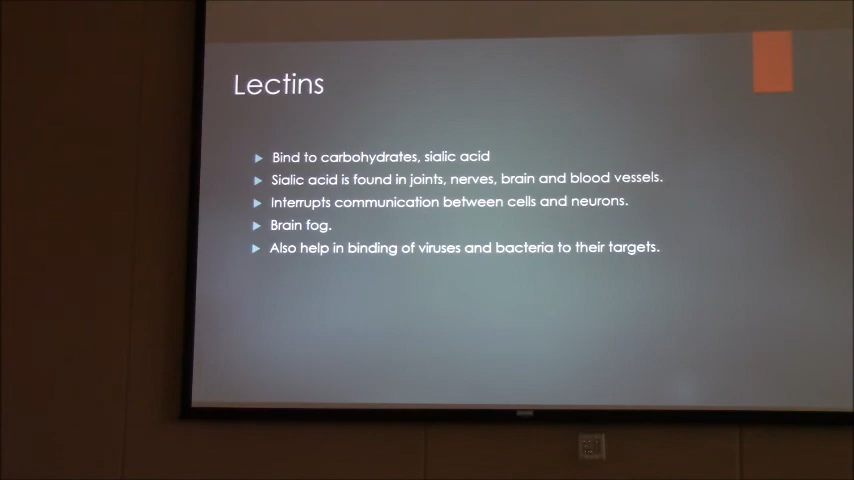 Lectins
Bind to carbohydrates, sialic acid
Sialic acid is found in joints, nerves, brain and blood vessels.
Interrupts communication between cells and neurons.
Brain fog.
Also help in binding of viruses and bacteria to their targets.